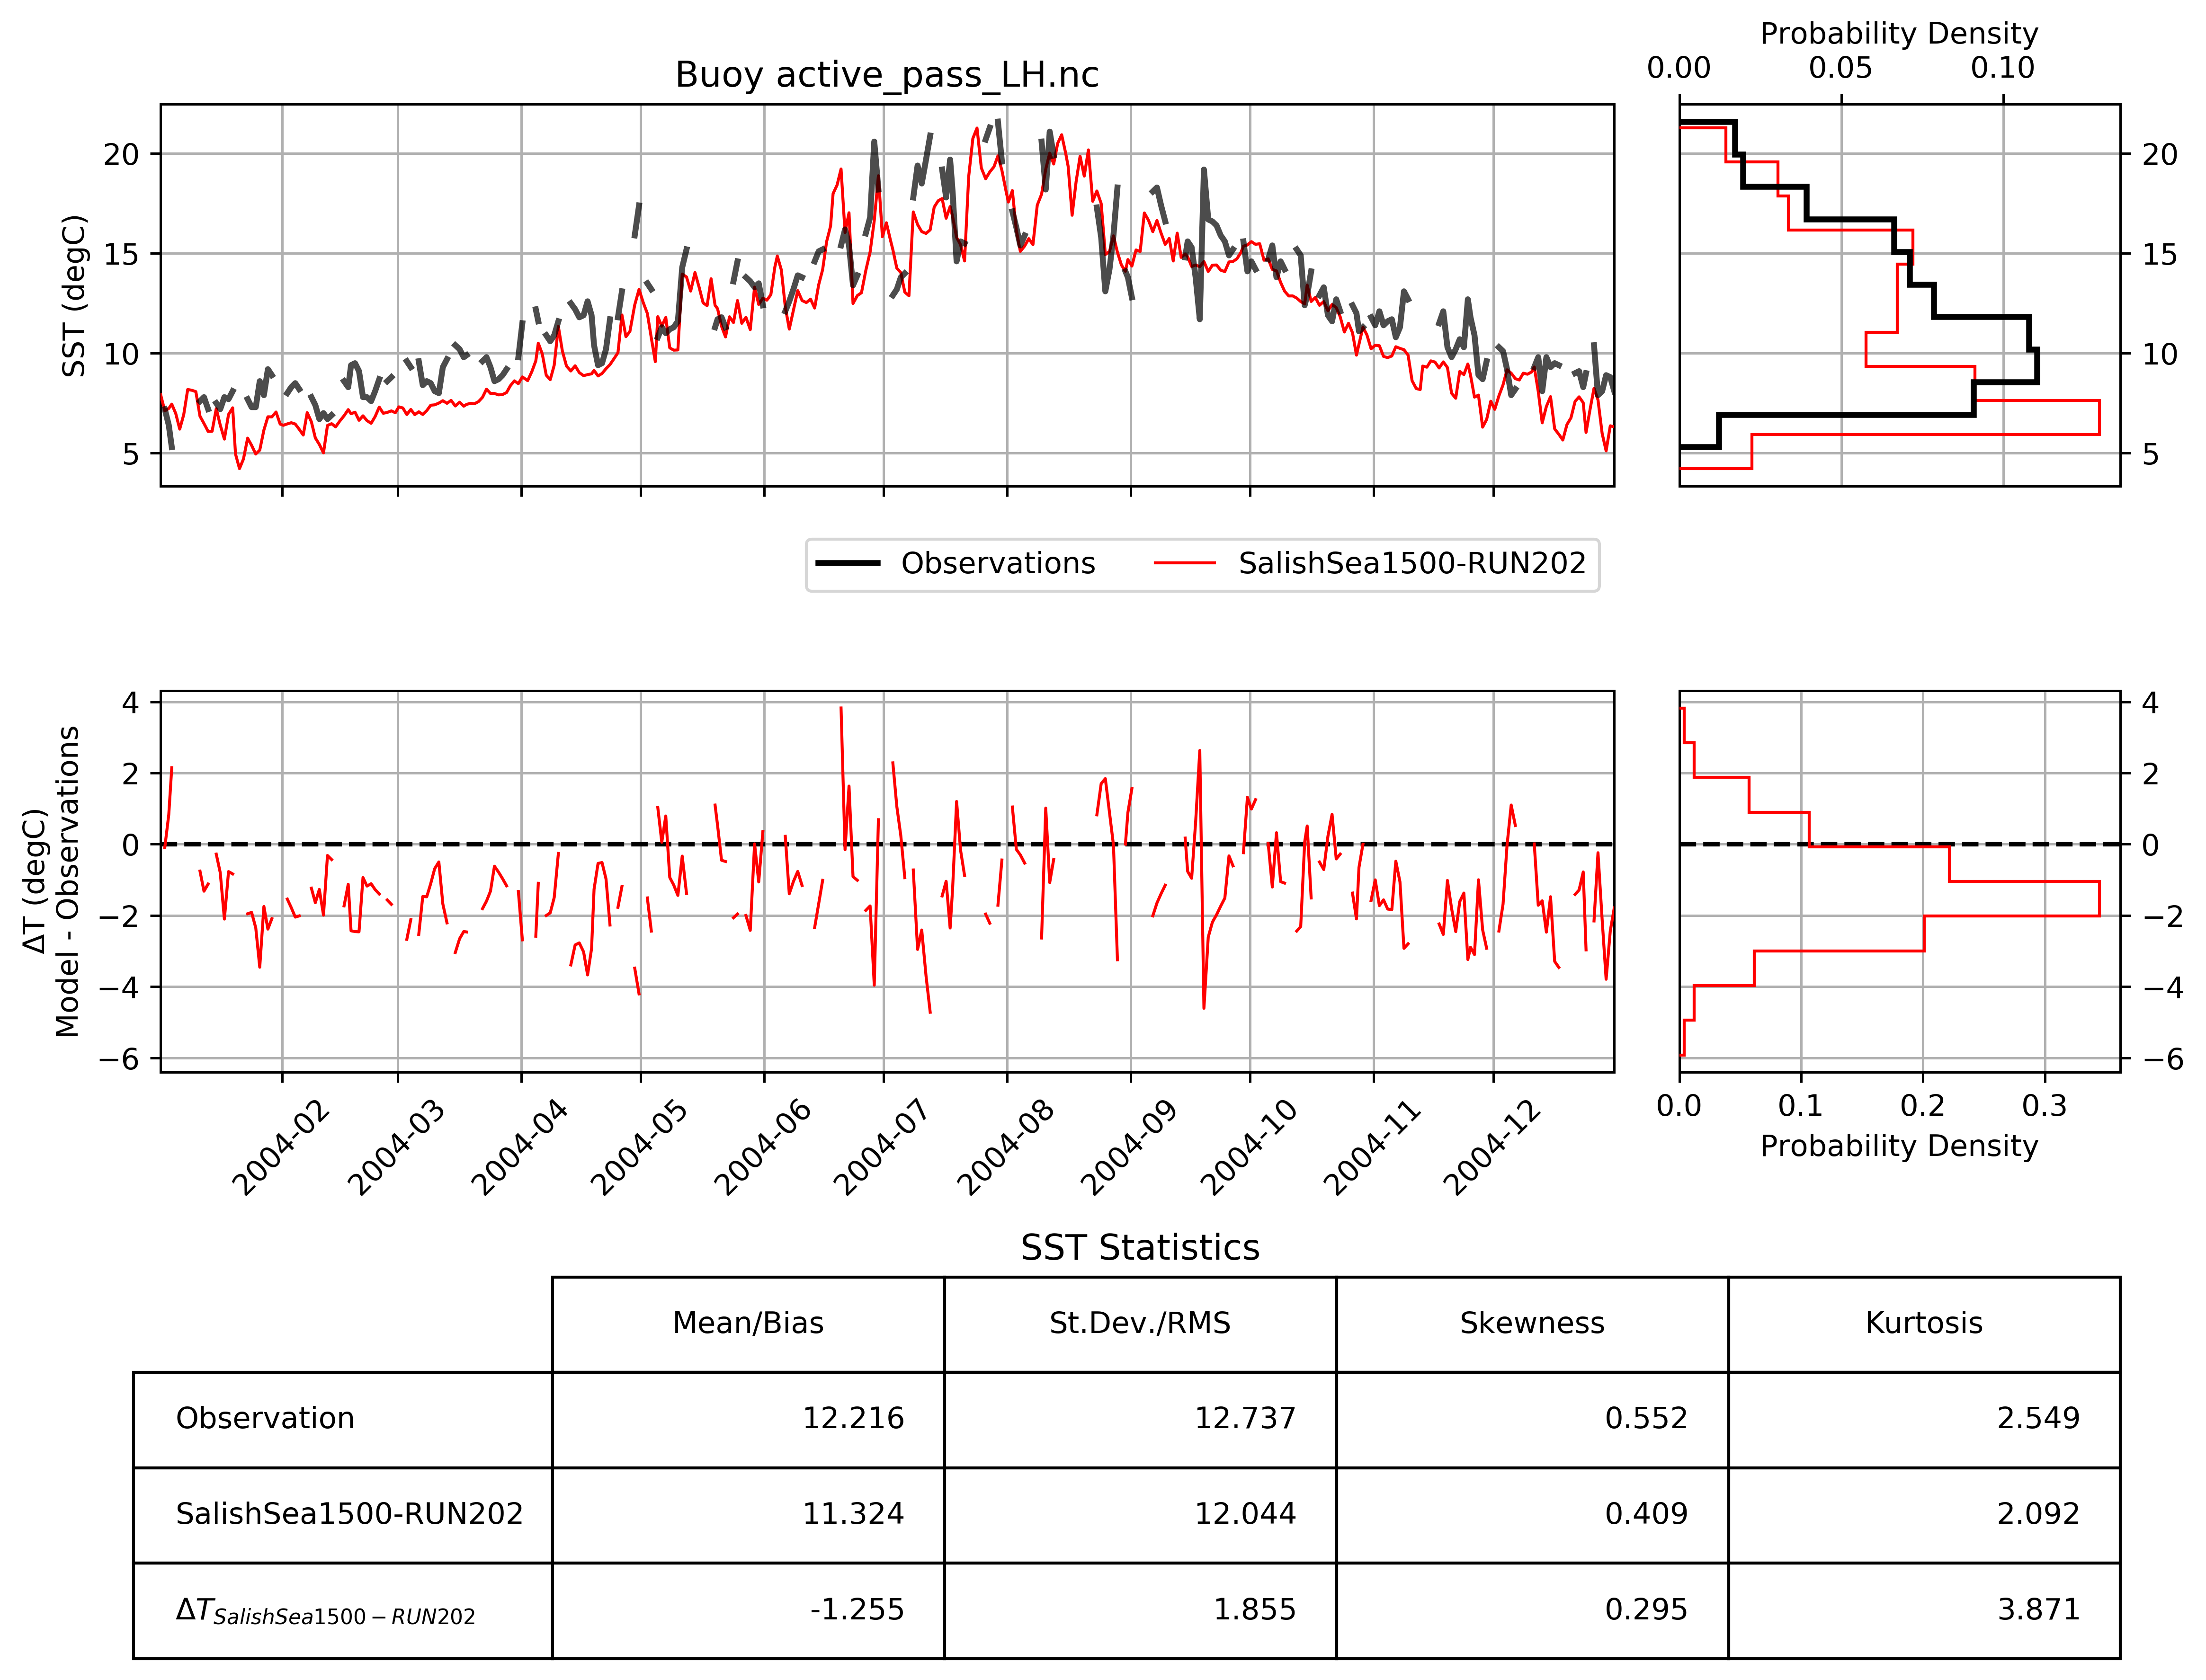 Probability Density
0.00 0.05 0.10
Buoy active_pass_LH.nc
20
15
10
5
SST (degC)
20
15
10
5
Observations SalishSea1500-RUN202
4
2
0
−2
−4
−6
ΔT (degC)
Model - Observations
4
2
0
−2
−4
−6
0.0 0.1 0.2 0.3
Probability Density
2004-02 2004-03 2004-04 2004-05 2004-06 2004-07 2004-08 2004-09 2004-10 2004-11 2004-12
SST Statistics
Mean/Bias St.Dev./RMS Skewness Kurtosis
Observation 12.216 12.737 0.552 2.549
SalishSea1500-RUN202 11.324 12.044 0.409 2.092
ΔT SalishSea1500−RUN202 -1.255 1.855 0.295 3.871